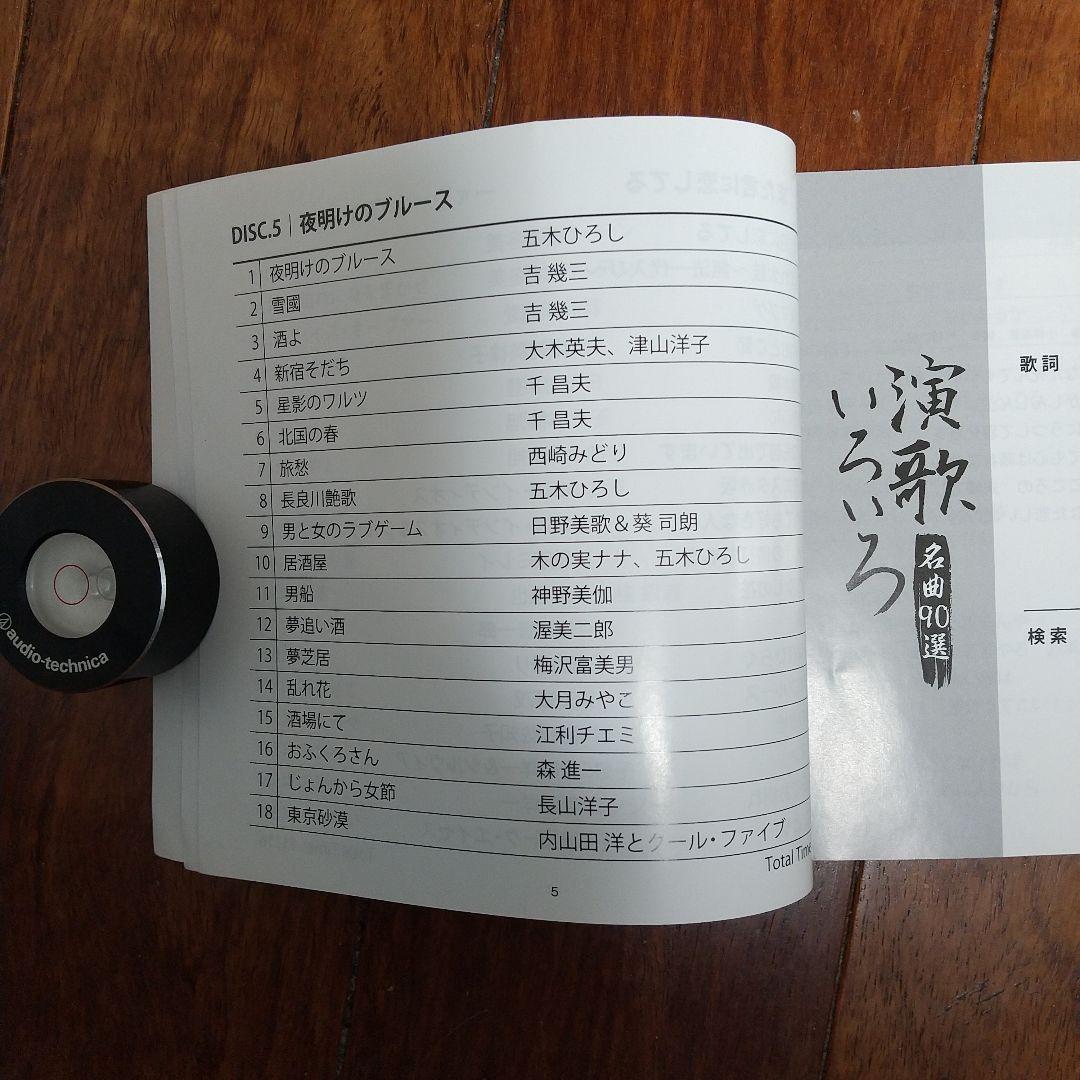 DISC.5｜夜明けのブルース
1 夜明けのブルース 五木ひろし
2 雪國 吉 幾三
3 酒よ 吉 幾三
4 新宿そだち 大木英夫、津山洋子
5 星影のワルツ 千 昌夫
6 北国の春 千 昌夫
7 旅愁 西崎みどり
8 長良川艶歌 五木ひろし
9 男と女のラブゲーム 日野美歌＆葵 司朗
10 居酒屋 木の実ナナ、五木ひろし
11 男船 神野美伽
12 夢追い酒 渥美二郎
13 夢芝居 梅沢富美男
14 乱れ花 大月みやこ
15 酒場にて 江利チエミ
16 おふくろさん 森 進一
17 じょんから女節 長山洋子
18 東京砂漠 内山田 洋とクール・ファイブ
Total Time
5
演歌
いろいろ
名曲90選
歌詞
検索
audio-technica